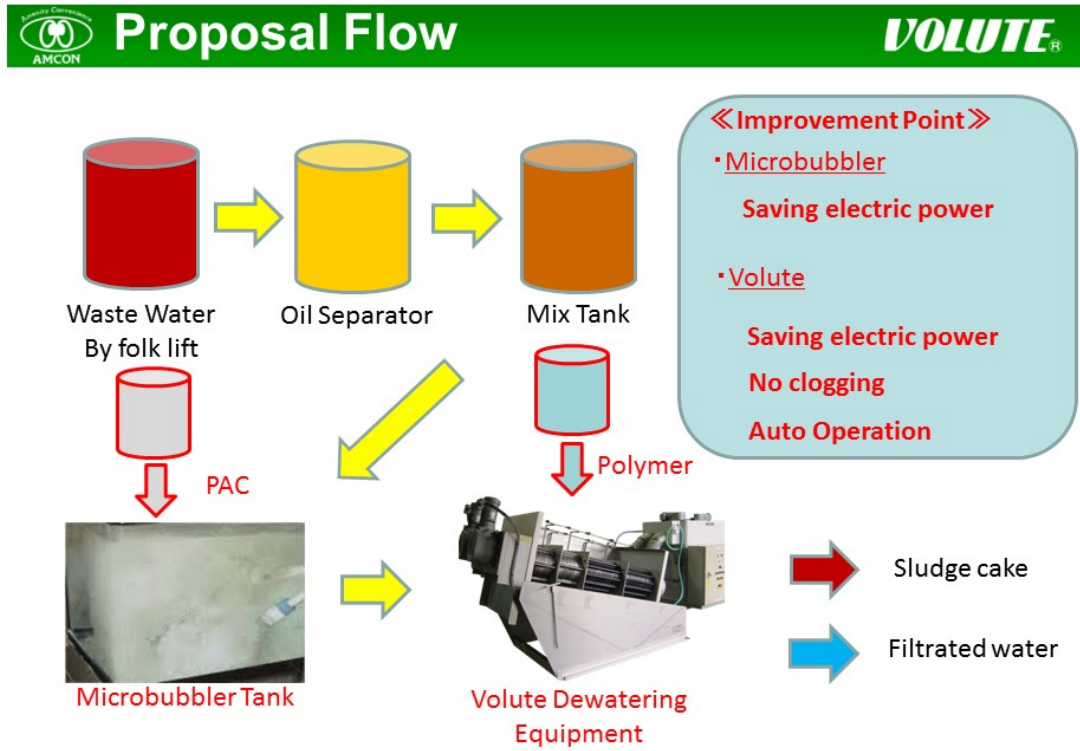 Amenity Convenience
AMCON
Proposal Flow
VOLUTE®
≪Improvement Point≫
・Microbubbler
Saving electric power
・Volute
Saving electric power
No clogging
Auto Operation
Waste Water
By folk lift
Oil Separator
Mix Tank
PAC
Polymer
Microbubbler Tank
Volute Dewatering
Equipment
Sludge cake
Filtrated water